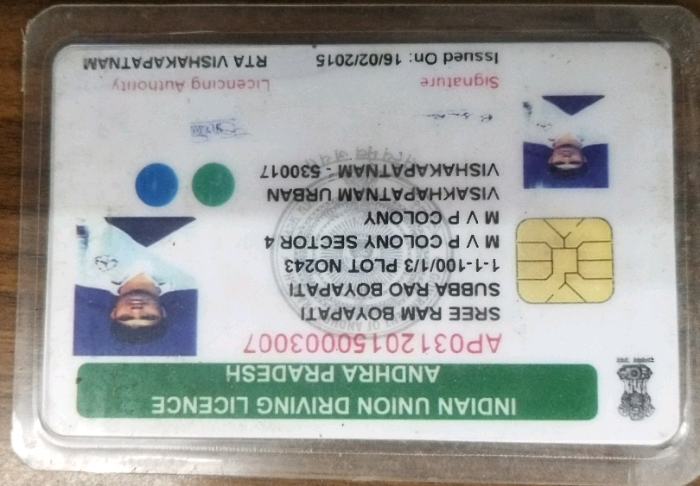 INDIAN UNION DRIVING LICENCE
ANDHRA PRADESH
AP03120150003007
SREE RAM BOYAPATI
SUBBA RAO BOYAPATI
1-1-100/1/3 PLOT NO243
M V P COLONY SECTOR 4
M V P COLONY
VISAKHAPATNAM URBAN
VISHAKAPATNAM - 530017
Signature
Licencing Authority
Issued On: 16/02/2015
RTA VISHAKAPATNAM